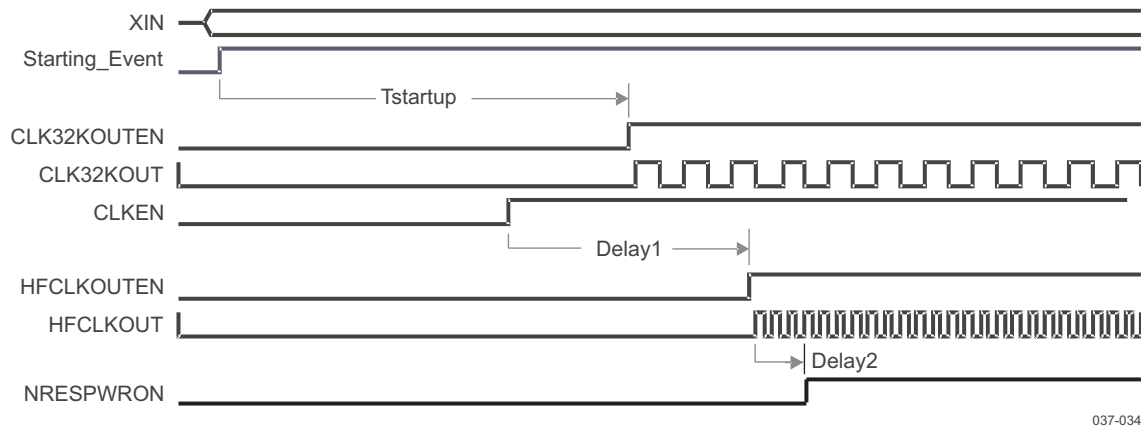 XIN
Starting_Event
Tstartup
CLK32KOUTEN
CLK32KOUT
CLKEN
Delay1
HFCLKOUTEN
HFCLKOUT
Delay2
NRESPWRON
037-034